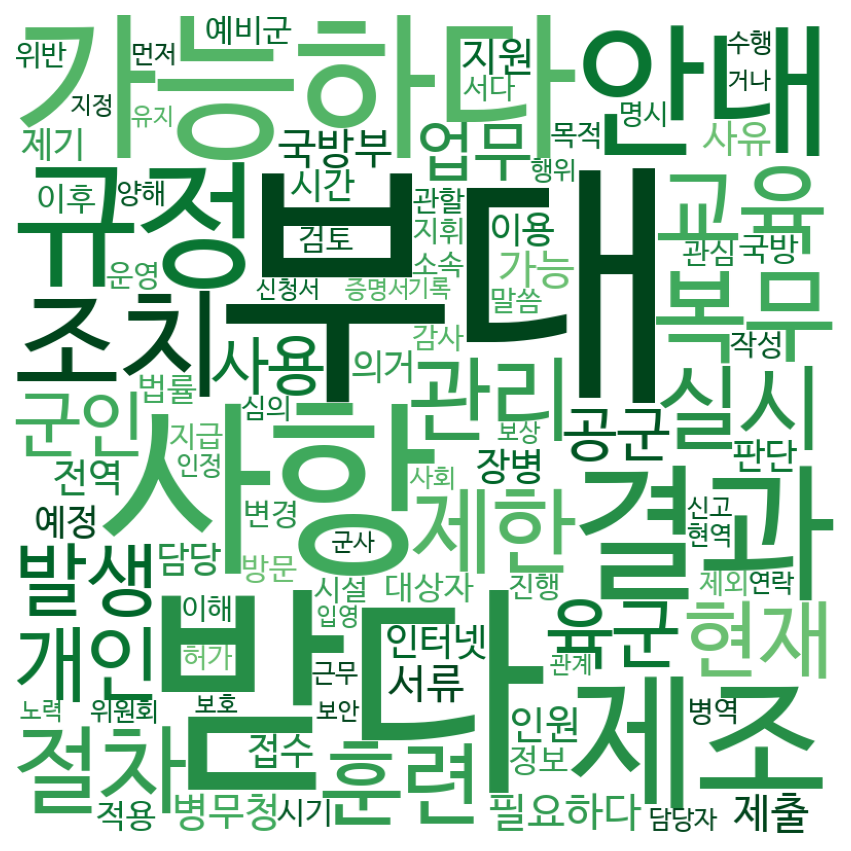 가능하다
안내
위반
먼저
예비군
지원
수행
거나
지정
유지
서다
명시
제기
국방부
업무
목적
사유
행위
규정
부대
교육
이후
양해
시간
관할
이용
검토
지휘
관심
국방
운영
소속
가능
신청서
증명서
기록
말씀
복무
조치
사용
감사
작성
의거
법률
관리
실시
군인
심의
사항
공군
지급
보상
판단
전역
인정
장병
사회
결과
예정
변경
제한
신고
군사
현역
발생
담당
방문
시설
대상자
진행
제외
연락
이해
입영
받다
육군
현재
개인
인터넷
허가
근무
서류
관계
노력
위원회
보호
보안
인원
병역
제조
절차
접수
훈련
정보
적용
병무청
시기
필요하다
담당자
제출